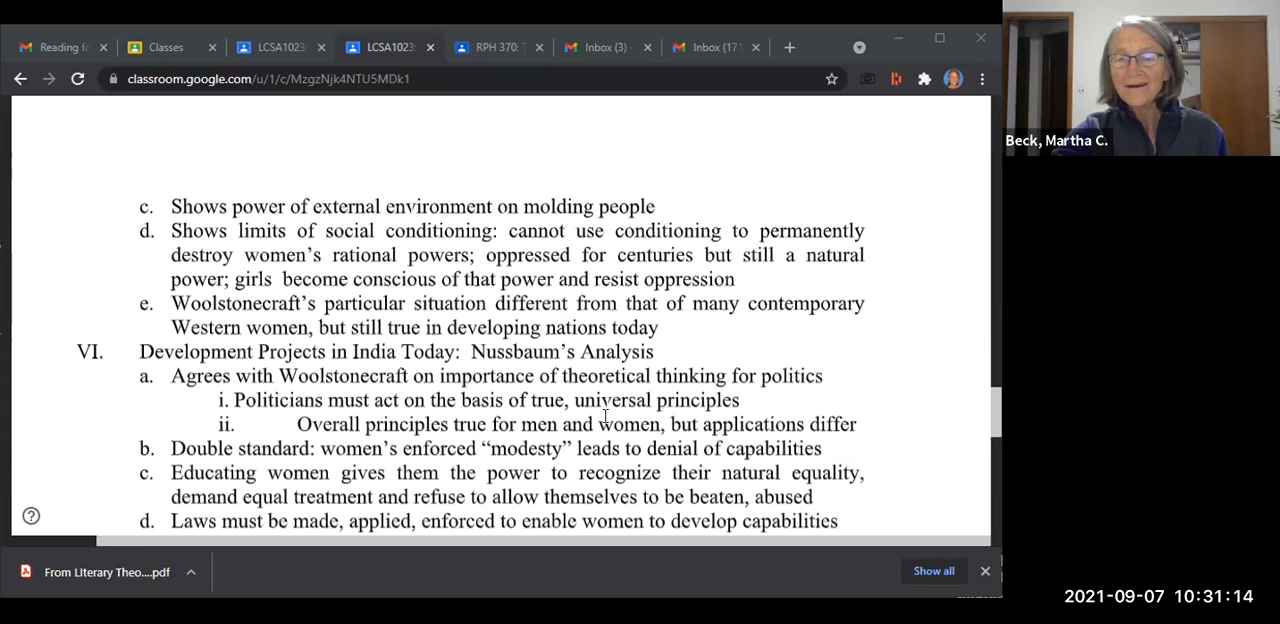 Reading fo
Classes
LCSA1023:
LCSA1023:
RPH 370: T
Inbox (3) -
Inbox (17
classroom.google.com/u/1/c/MzgzNjk4NTU5MDk1
Beck, Martha C.
c. Shows power of external environment on molding people
d. Shows limits of social conditioning: cannot use conditioning to permanently
destroy women's rational powers; oppressed for centuries but still a natural
power; girls become conscious of that power and resist oppression
e. Woolstonecraft's particular situation different from that of many contemporary
Western women, but still true in developing nations today
VI. Development Projects in India Today: Nussbaum's Analysis
a. Agrees with Woolstonecraft on importance of theoretical thinking for politics
i. Politicians must act on the basis of true, universal principles
ii. Overall principles true for men and women, but applications differ
b. Double standard: women's enforced “modesty” leads to denial of capabilities
c. Educating women gives them the power to recognize their natural equality,
demand equal treatment and refuse to allow themselves to be beaten, abused
d. Laws must be made, applied, enforced to enable women to develop capabilities
From LIterary Theo....pdf
Show all
2021-09-07 10:31:14